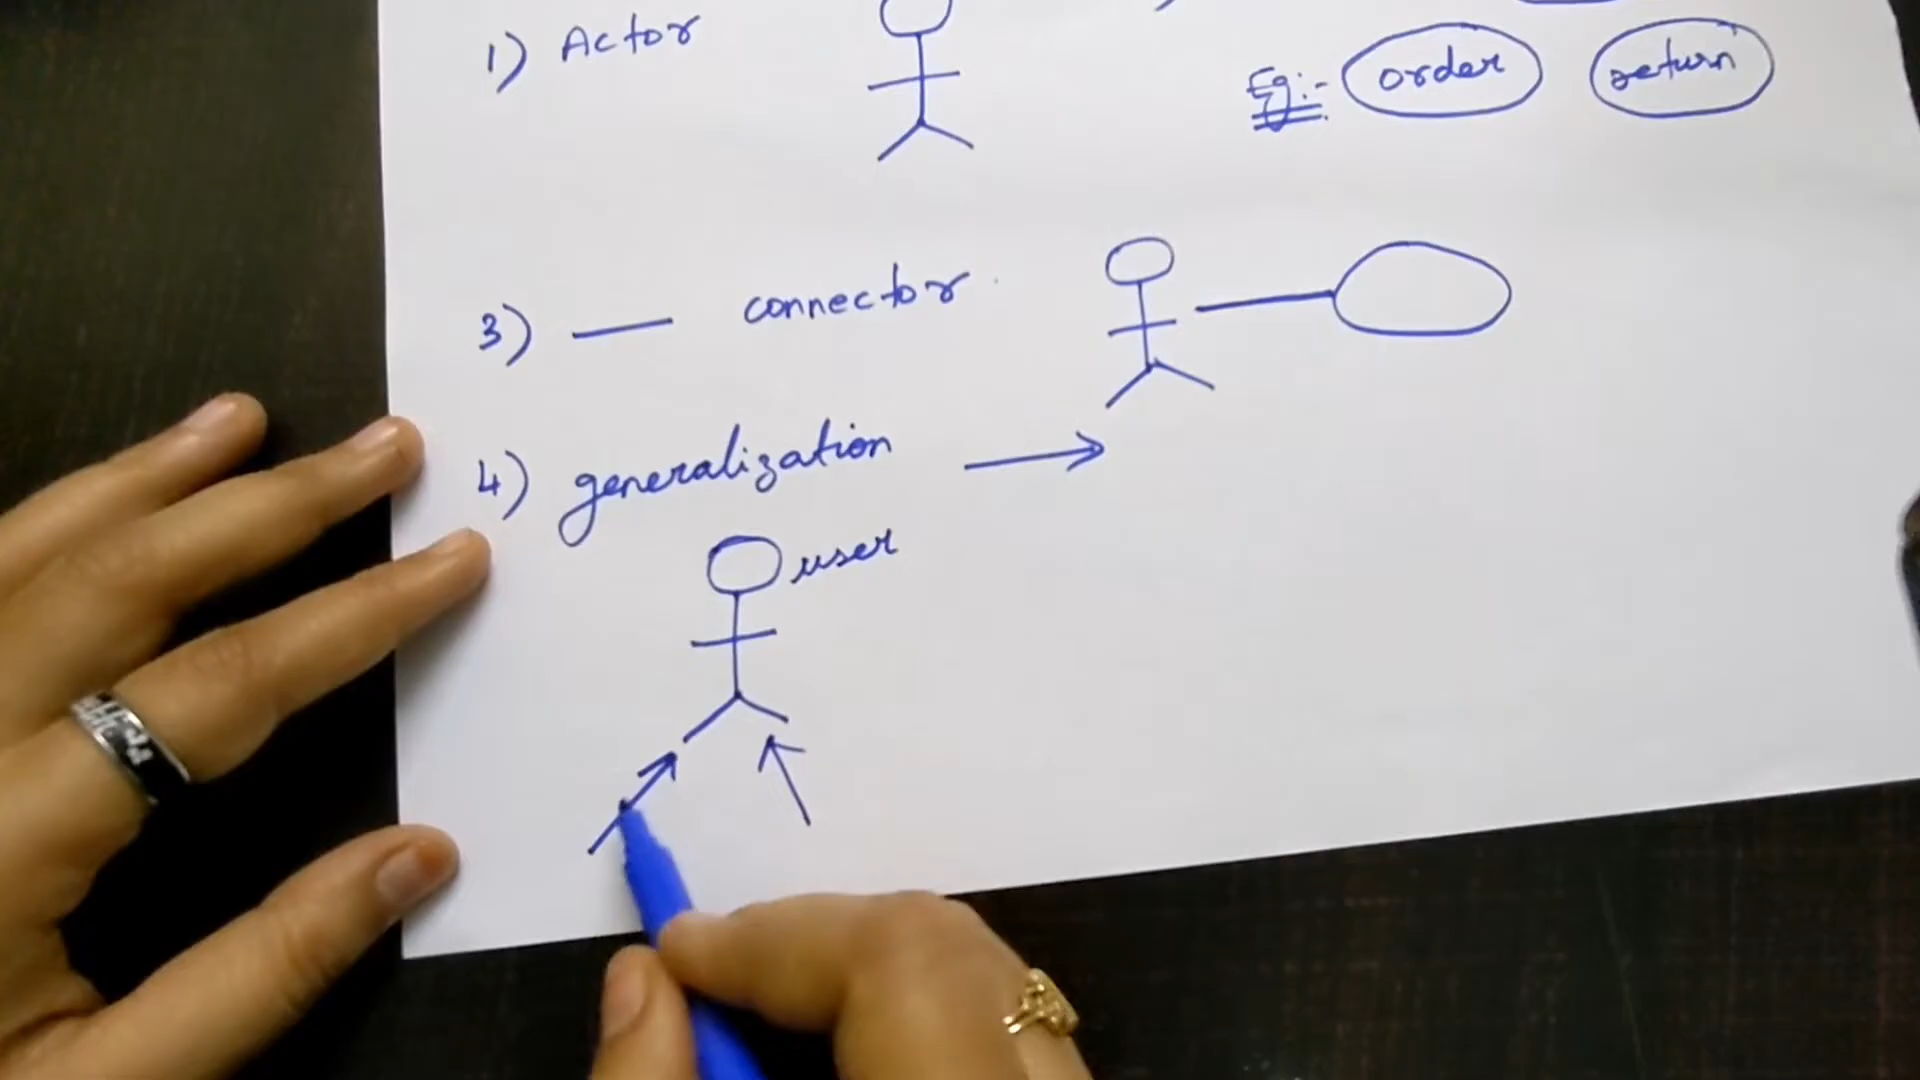 1) Actor
Eg:- order return
3) — connector
4) generalization →
user